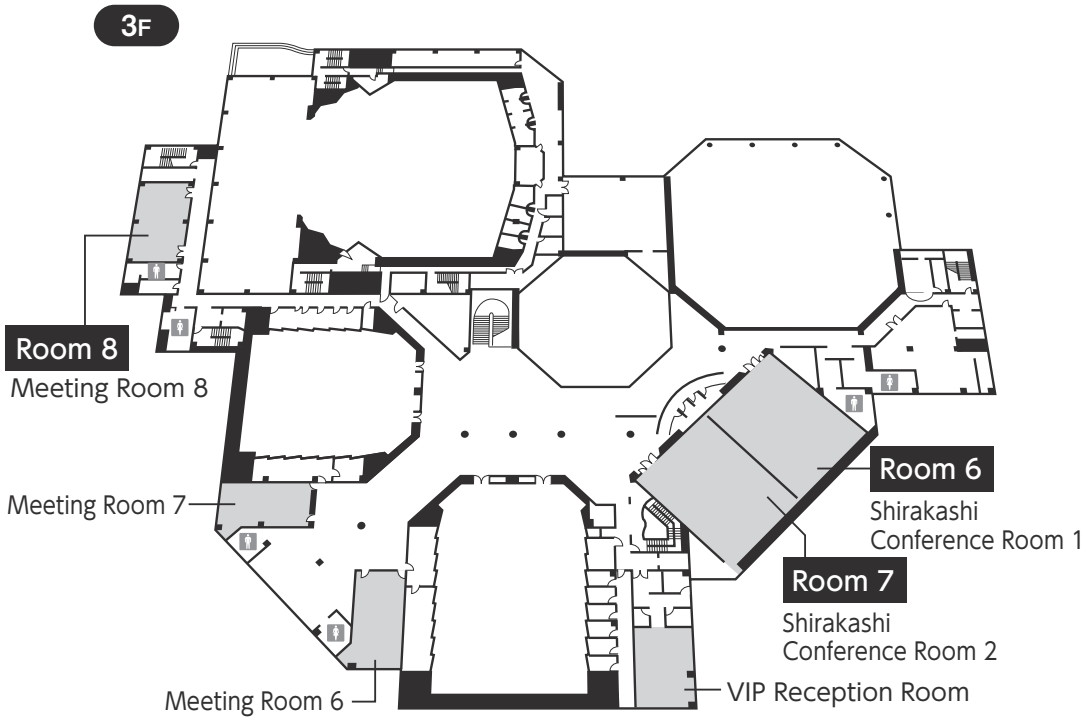 3F
Room 8
Meeting Room 8
Meeting Room 7
Meeting Room 6
Room 6
Shirakashi
Conference Room 1
Room 7
Shirakashi
Conference Room 2
VIP Reception Room